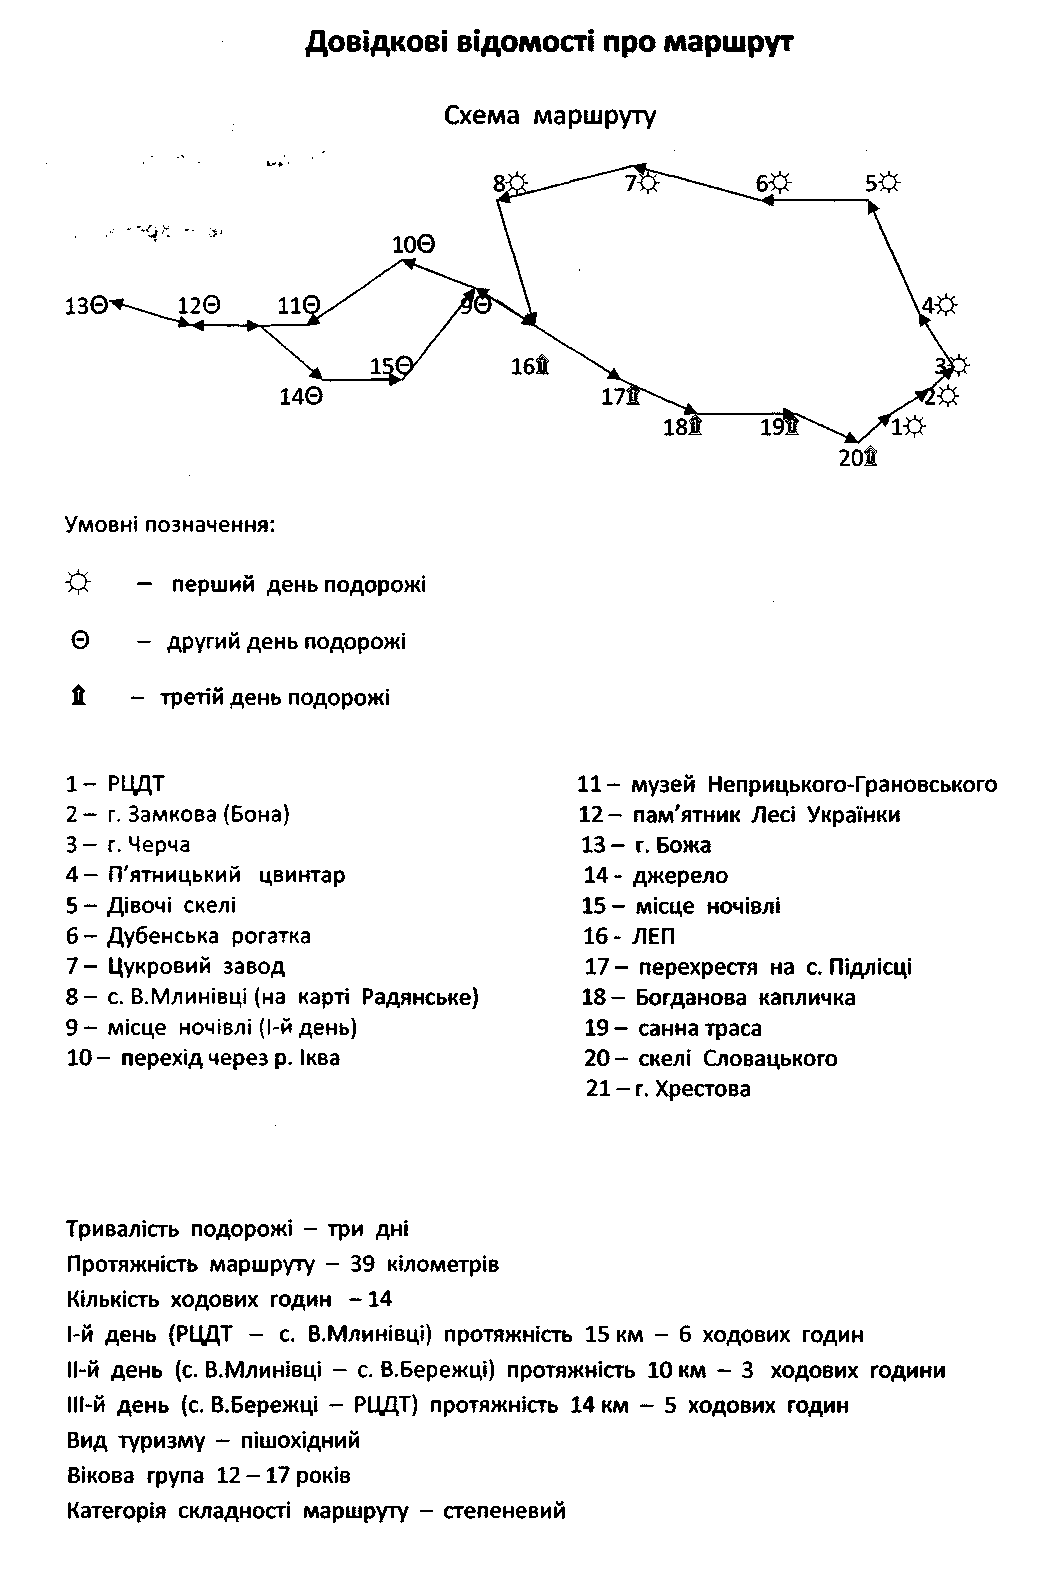 Довідкові відомості про маршрут
Схема маршруту
8
7
6
5
10Ө
13Ө
12Ө
11Ө
9Ө
4
15Ө
16
3
14Ө
17
2
18
19
1
20
Умовні позначення:
– перший день подорожі
Ө – другий день подорожі
– третій день подорожі
1 – РЦДТ
2 – г. Замкова (Бона)
3 – г. Черча
4 – П'ятницький цвинтар
5 – Дівочі скелі
6 – Дубенська рогатка
7 – Цукровий завод
8 – с. В.Млинівці (на карті Радянське)
9 – місце ночівлі (І-й день)
10 – перехід через р. Іква
11 – музей Неприцького-Грановського
12 – пам'ятник Лесі Українки
13 – г. Божа
14 - джерело
15 – місце ночівлі
16 - ЛЕП
17 – перехрестя на с. Підлісці
18 – Богданова капличка
19 – санна траса
20 – скелі Словацького
21 – г. Хрестова
Тривалість подорожі – три дні
Протяжність маршруту – 39 кілометрів
Кількість ходових годин – 14
І-й день (РЦДТ – с. В.Млинівці) протяжність 15 км – 6 ходових годин
ІІ-й день (с. В.Млинівці – с. В.Бережці) протяжність 10 км – 3 ходових години
ІІІ-й день (с. В.Бережці – РЦДТ) протяжність 14 км – 5 ходових годин
Вид туризму – пішохідний
Вікова група 12 – 17 років
Категорія складності маршруту – степеневий